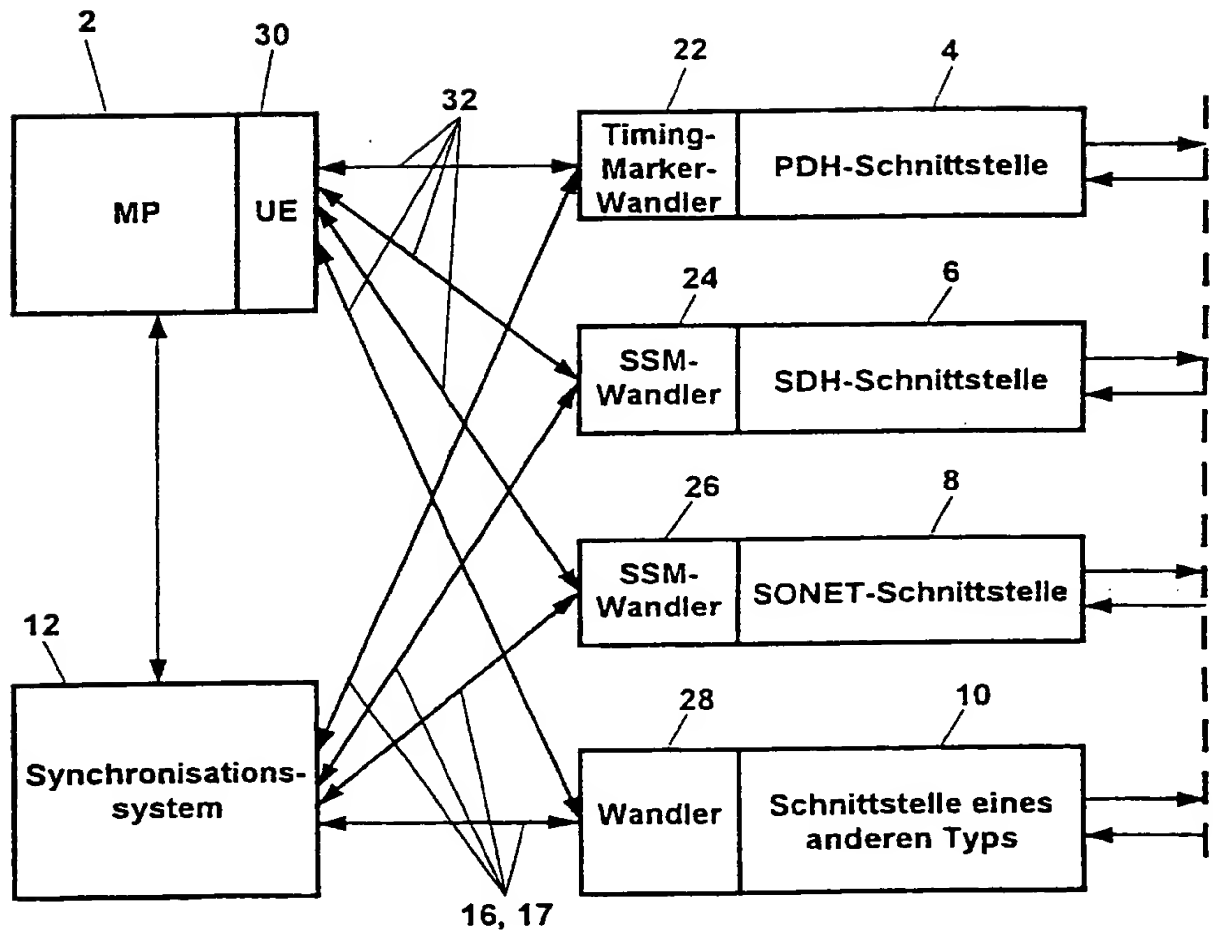 2
30
32
22
4
MP
UE
Timing-
Marker-
Wandler
PDH-Schnittstelle
24
6
SSM-
Wandler
SDH-Schnittstelle
26
8
SSM-
Wandler
SONET-Schnittstelle
12
28
10
Synchronisations-
system
Wandler
Schnittstelle eines
anderen Typs
16, 17